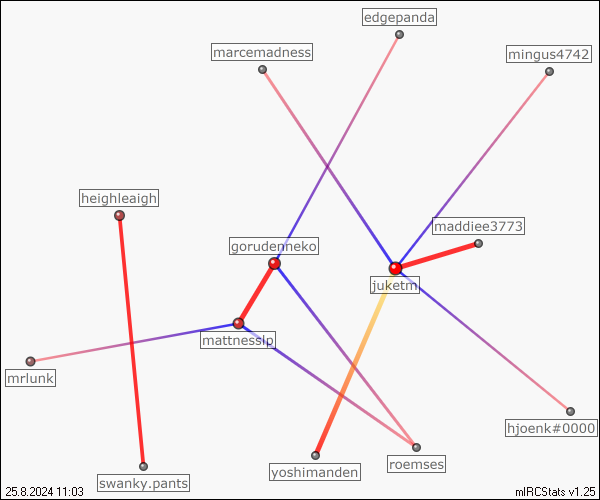 edgepanda
marcemadness
mingus4742
heighleaigh
maddiee3773
gorudenneko
juketm
mattnesslp
mrlunk
hjoenk#0000
roemses
yoshimanden
swanky.pants
25.8.2024 11:03
mIRCStats v1.25